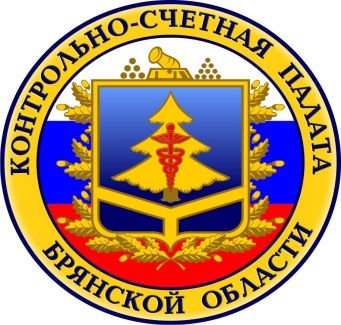 КОНТРОЛЬНО-СЧЕТНАЯ ПАЛАТА
БРЯНСКОЙ ОБЛАСТИ